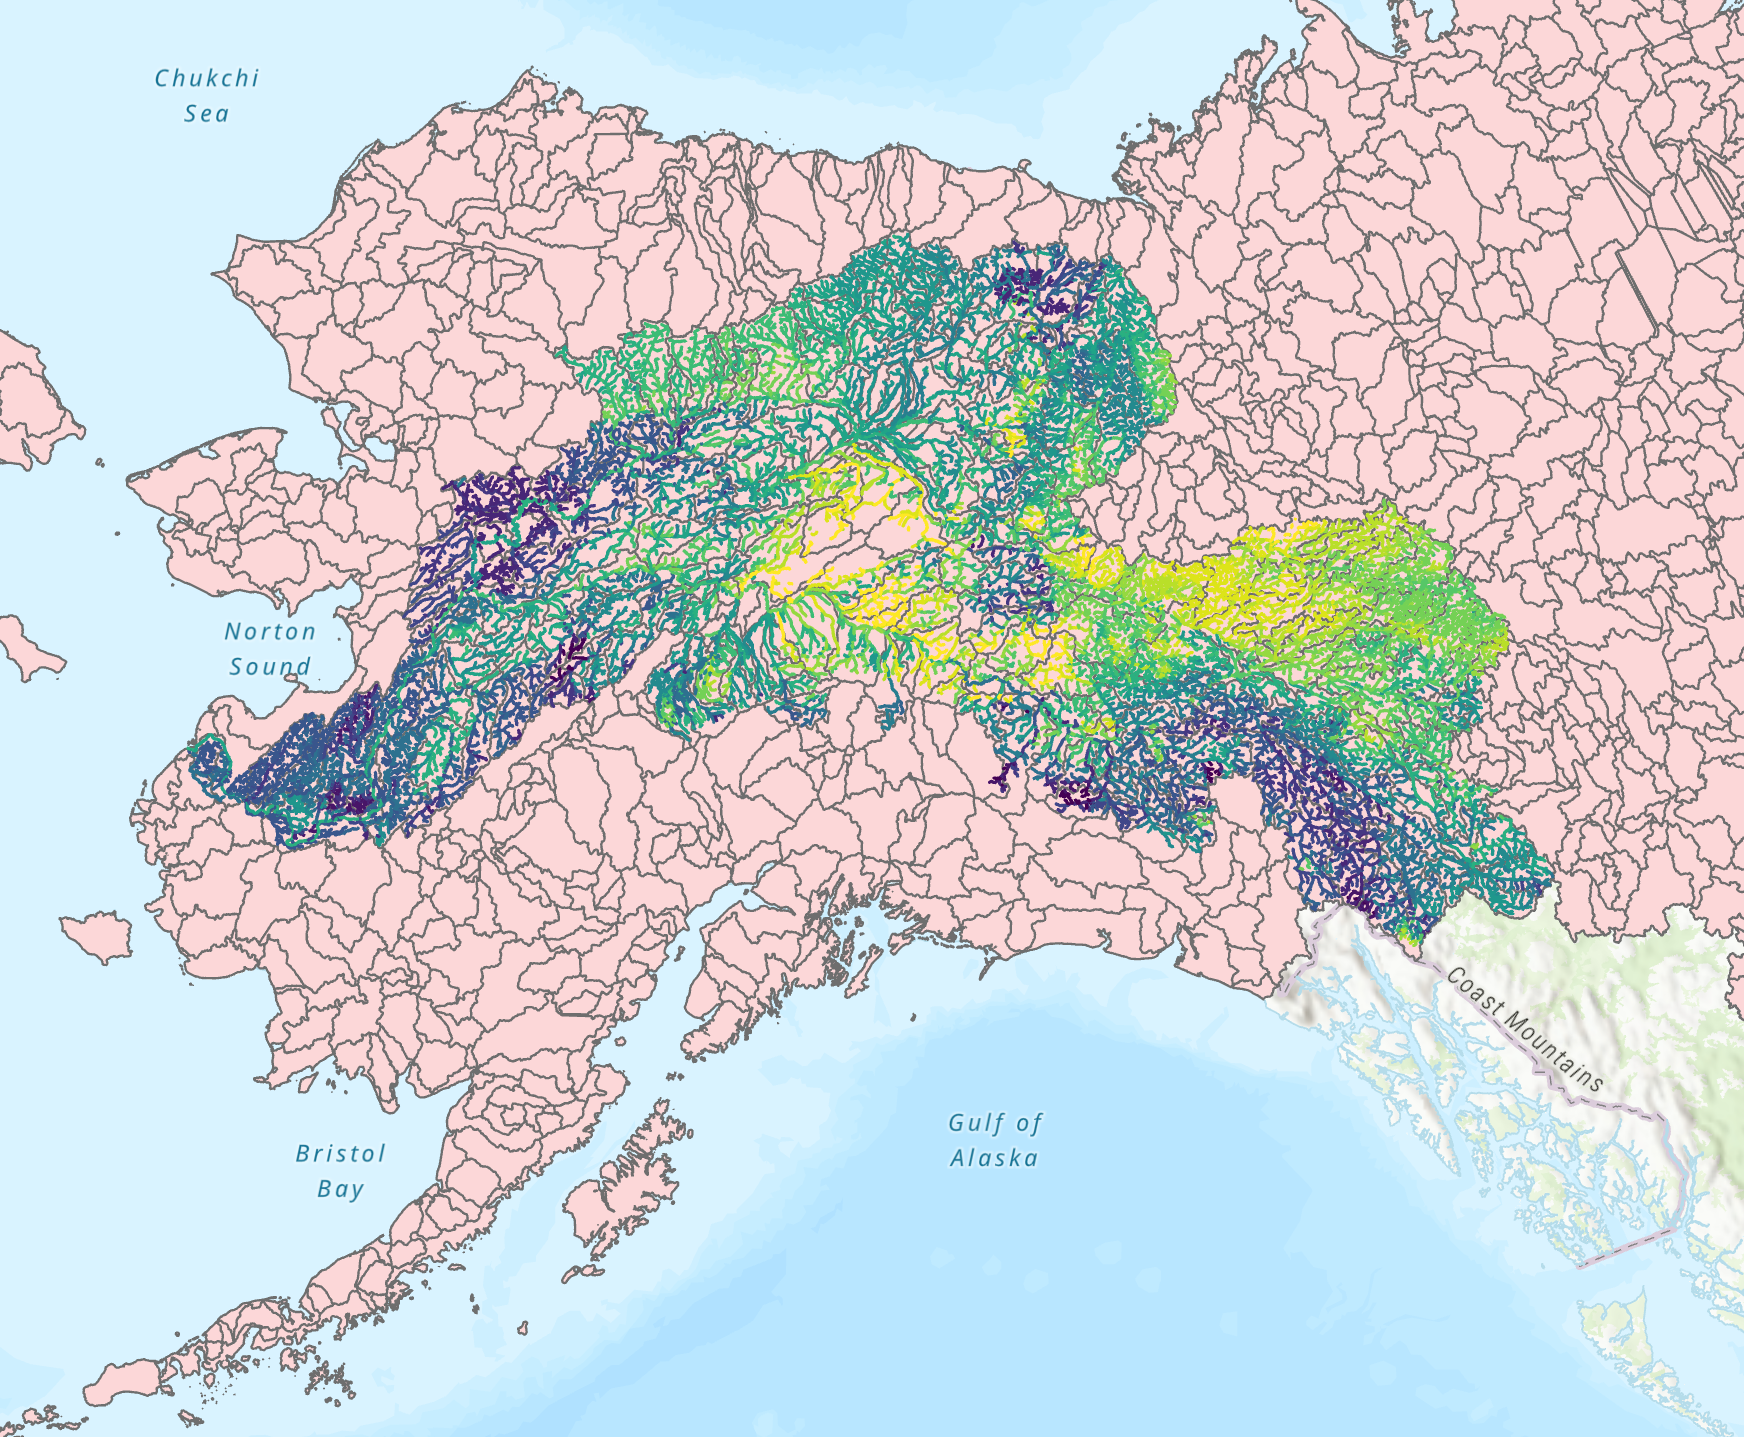 Chukchi
Sea
Norton
Sound
Bristol
Bay
Gulf of
Alaska
Coast Mountains